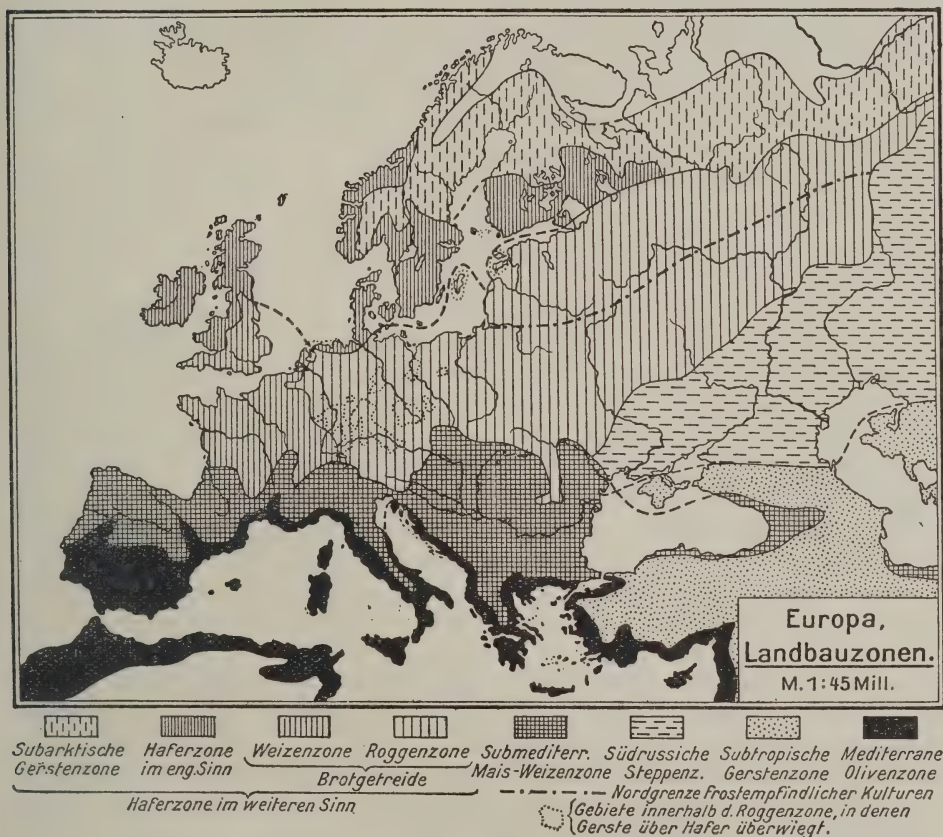 Europa,
Landbauzonen.
M. 1:45 Mill.
Subarktische Gerstenzone
Haferzone im eng. Sinn
Weizenzone
Roggenzone
Submediterr. Mais-Weizenzone
Südrussiche Steppenz.
Subtropische Gerstenzone
Mediterrane Olivenzone
Brotgetreide
Haferzone im weiteren Sinn
Nordgrenze Frostempfindlicher Kulturen
Gebiete innerhalb d. Roggenzone, in denen
Gerste über Hafer überwiegt.